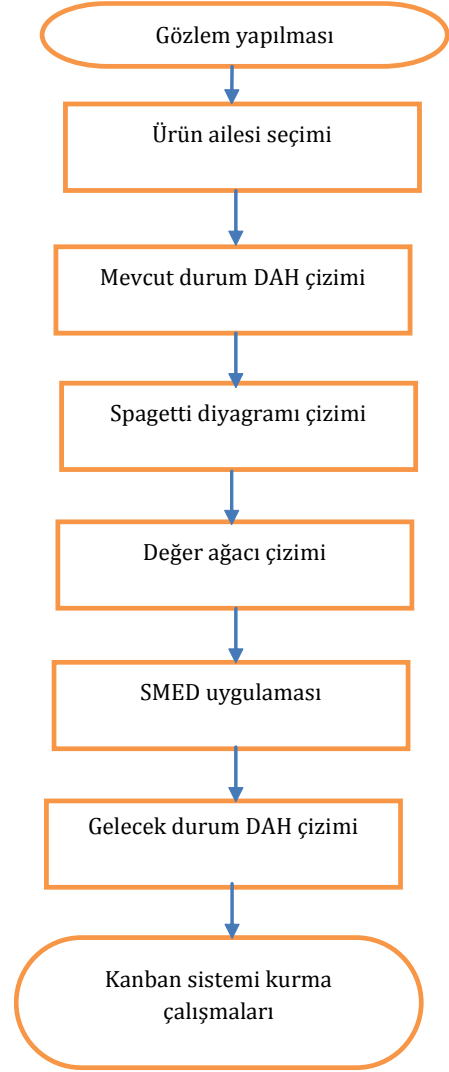 Gözlem yapılması
Ürün ailesi seçimi
Mevcut durum DAH çizimi
Spagetti diyagramı çizimi
Değer ağacı çizimi
SMED uygulaması
Gelecek durum DAH çizimi
Kanban sistemi kurma
çalışmaları